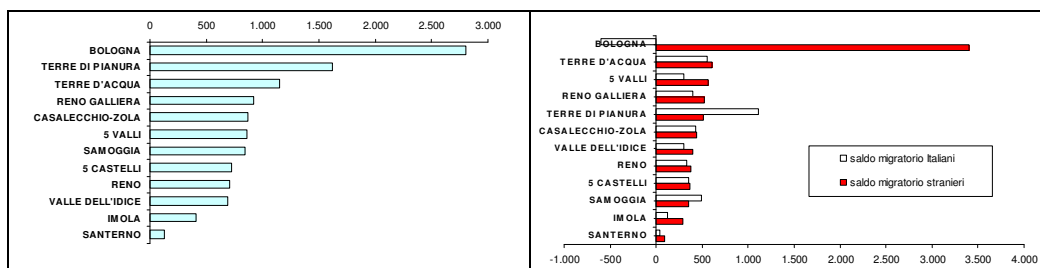 0 500 1.000 1.500 2.000 2.500 3.000
BOLOGNA
TERRE DI PIANURA
TERRE D'ACQUA
RENO GALLIERA
CASALECCHIO-ZOLA
5 VALLI
SAMOGGIA
5 CASTELLI
RENO
VALLE DELL'IDICE
IMOLA
SANTERNO
BOLOGNA
TERRE D'ACQUA
5 VALLI
RENO GALLIERA
TERRE DI PIANURA
CASALECCHIO-ZOLA
VALLE DELL'IDICE
RENO
5 CASTELLI
SAMOGGIA
IMOLA
SANTERNO
saldo migratorio Italiani
saldo migratorio stranieri
-1.000 -500 0 500 1.000 1.500 2.000 2.500 3.000 3.500 4.000